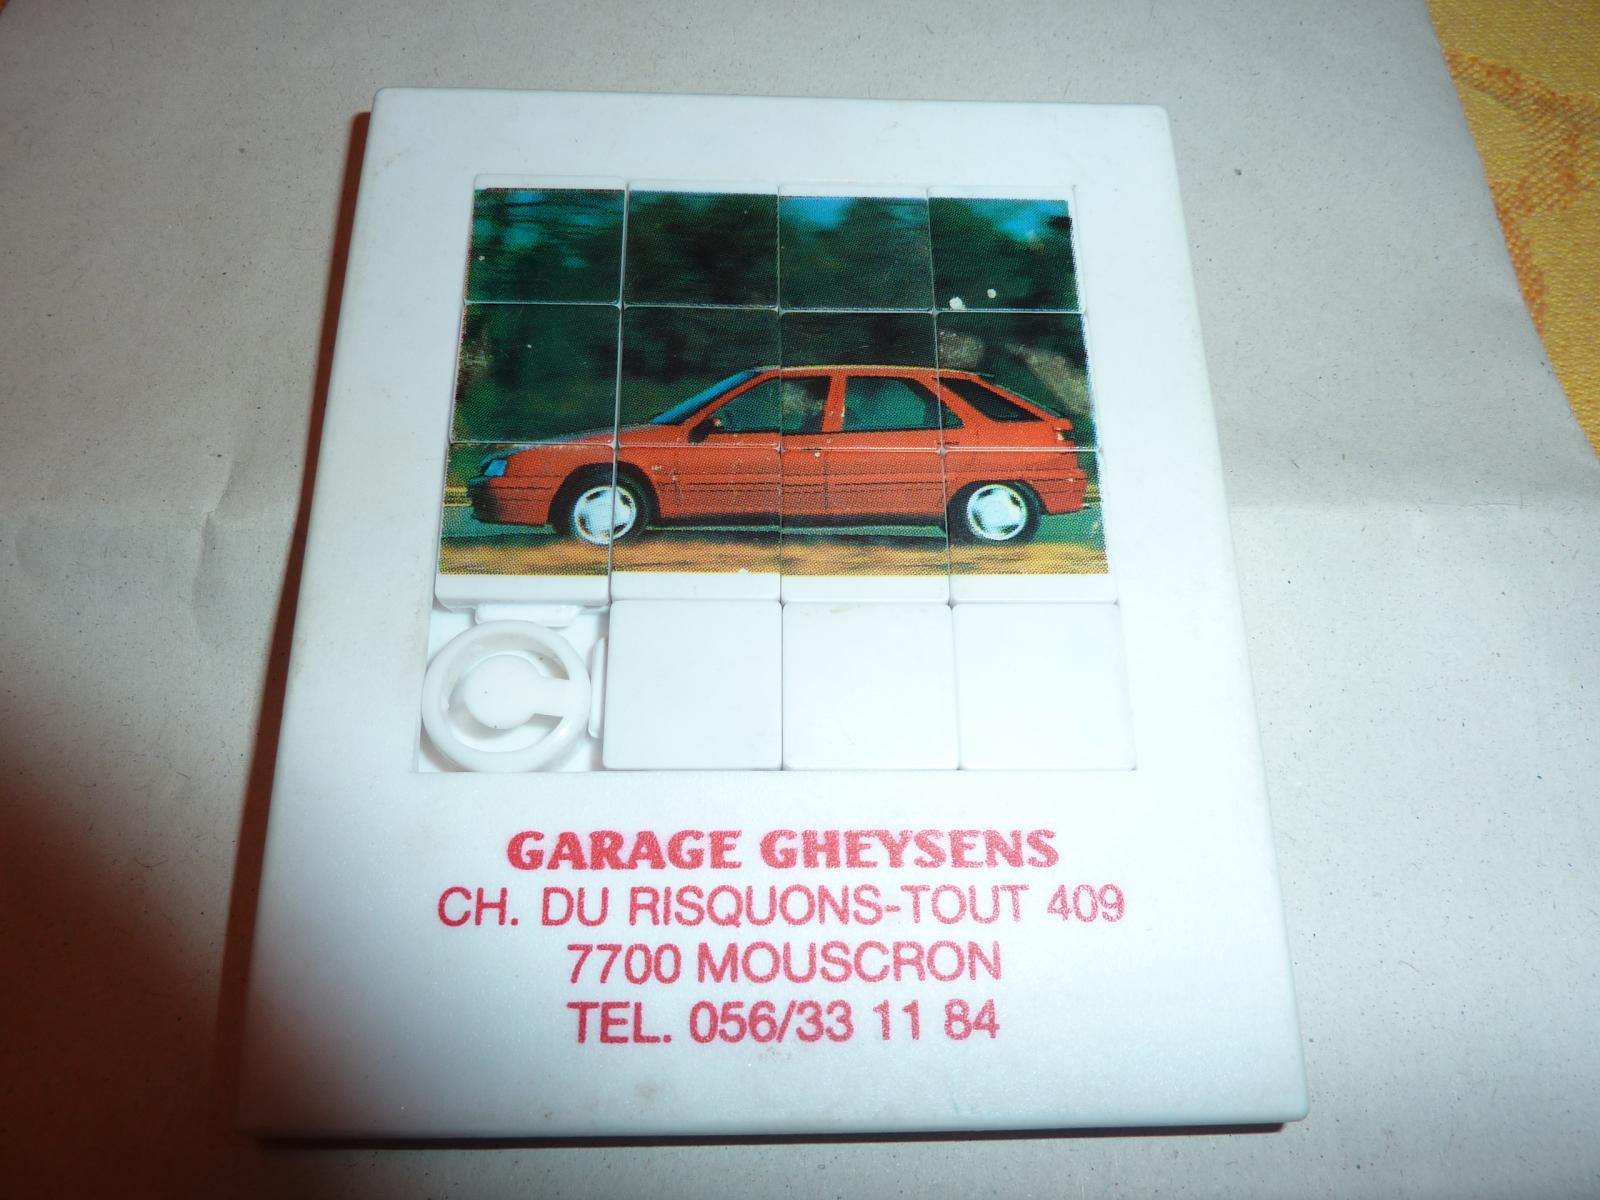 GARAGE GHEYSENS
CH. DU RISQUONS-TOUT 409
7700 MOUSCRON
TEL. 056/33 11 84